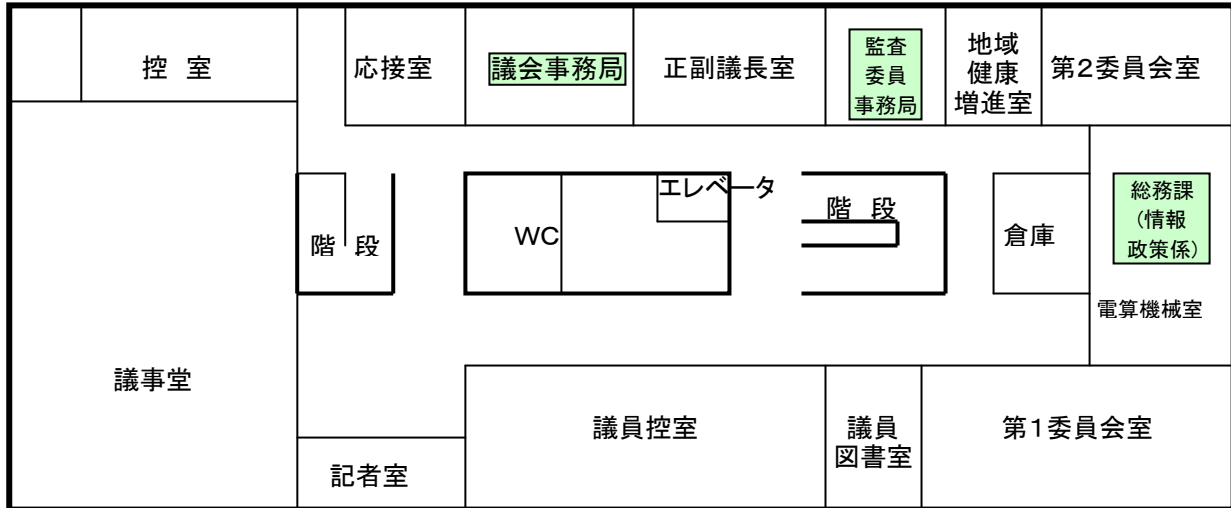 控 室
応接室
議会事務局
正副議長室
監査
委員
事務局
地域
健康
増進室
第2委員会室
階 段
WC
エレベータ
階 段
倉庫
総務課
(情報
政策係)
電算機械室
議事堂
記者室
議員控室
議員
図書室
第1委員会室